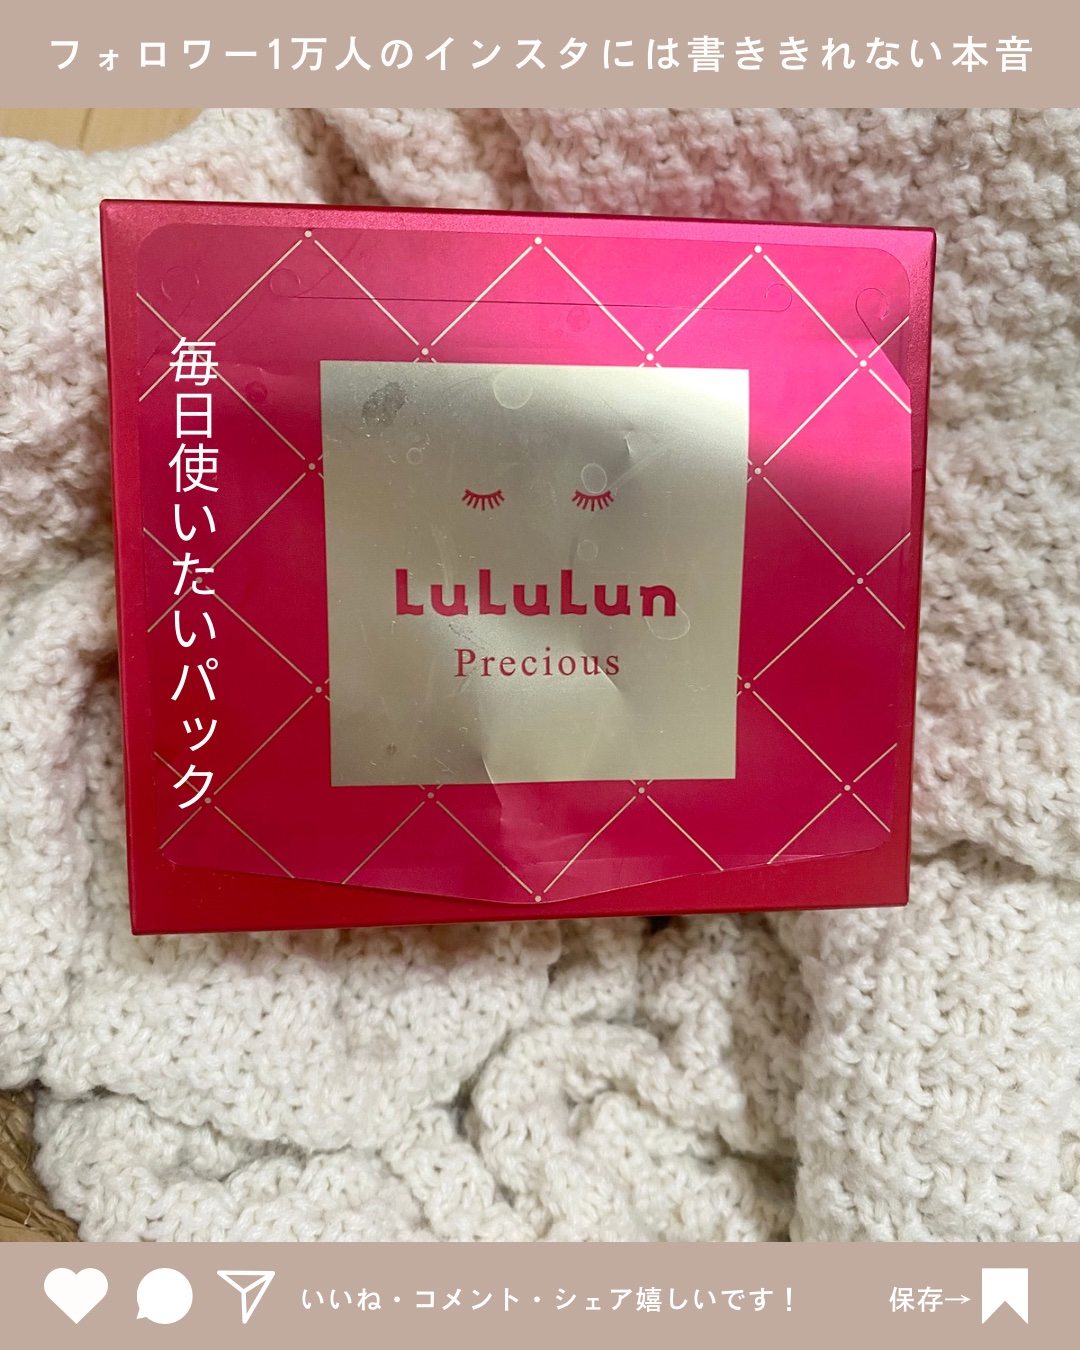 フォロワー1万人のインスタには書ききれない本音
毎日使いたいパック
LuLuLun
Precious
いいね・コメント・シェア嬉しいです！
保存→